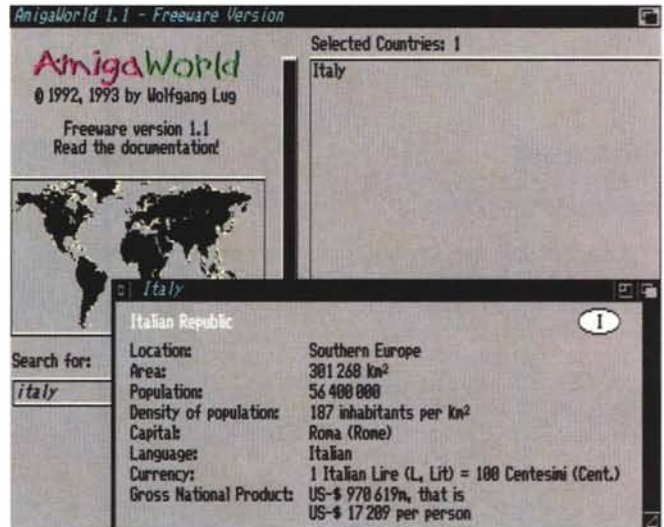 AmigaWorld 1.1 - Freeware Version
AmigaWorld
© 1992, 1993 by Wolfgang Lug
Freeware version 1.1
Read the documentation!
Search for:
italy
Selected Countries: 1
Italy
Italy
Italian Republic
I
Location: Southern Europe
Area: 301 268 Km²
Population: 56 400 000
Density of population: 187 inhabitants per Km²
Capital: Roma (Rome)
Language: Italian
Currency: 1 Italian Lire (L, Lit) = 100 Centesimi (Cent.)
Gross National Product: US-$ 970 619m, that is
US-$ 17 209 per person